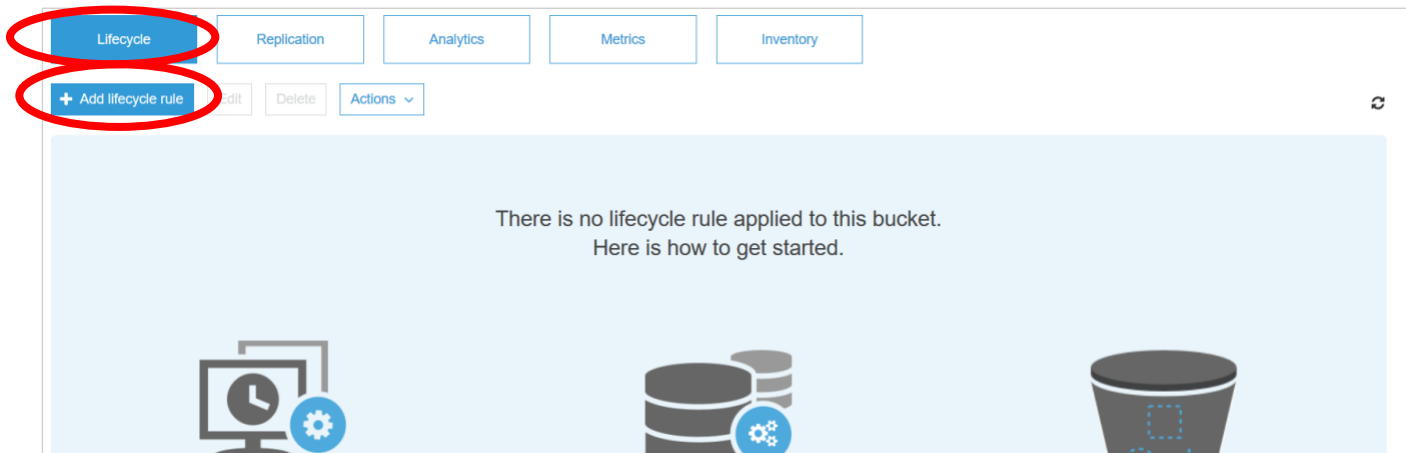 Lifecycle Replication Analytics Metrics Inventory
Add lifecycle rule Edit Delete Actions
There is no lifecycle rule applied to this bucket.
Here is how to get started.